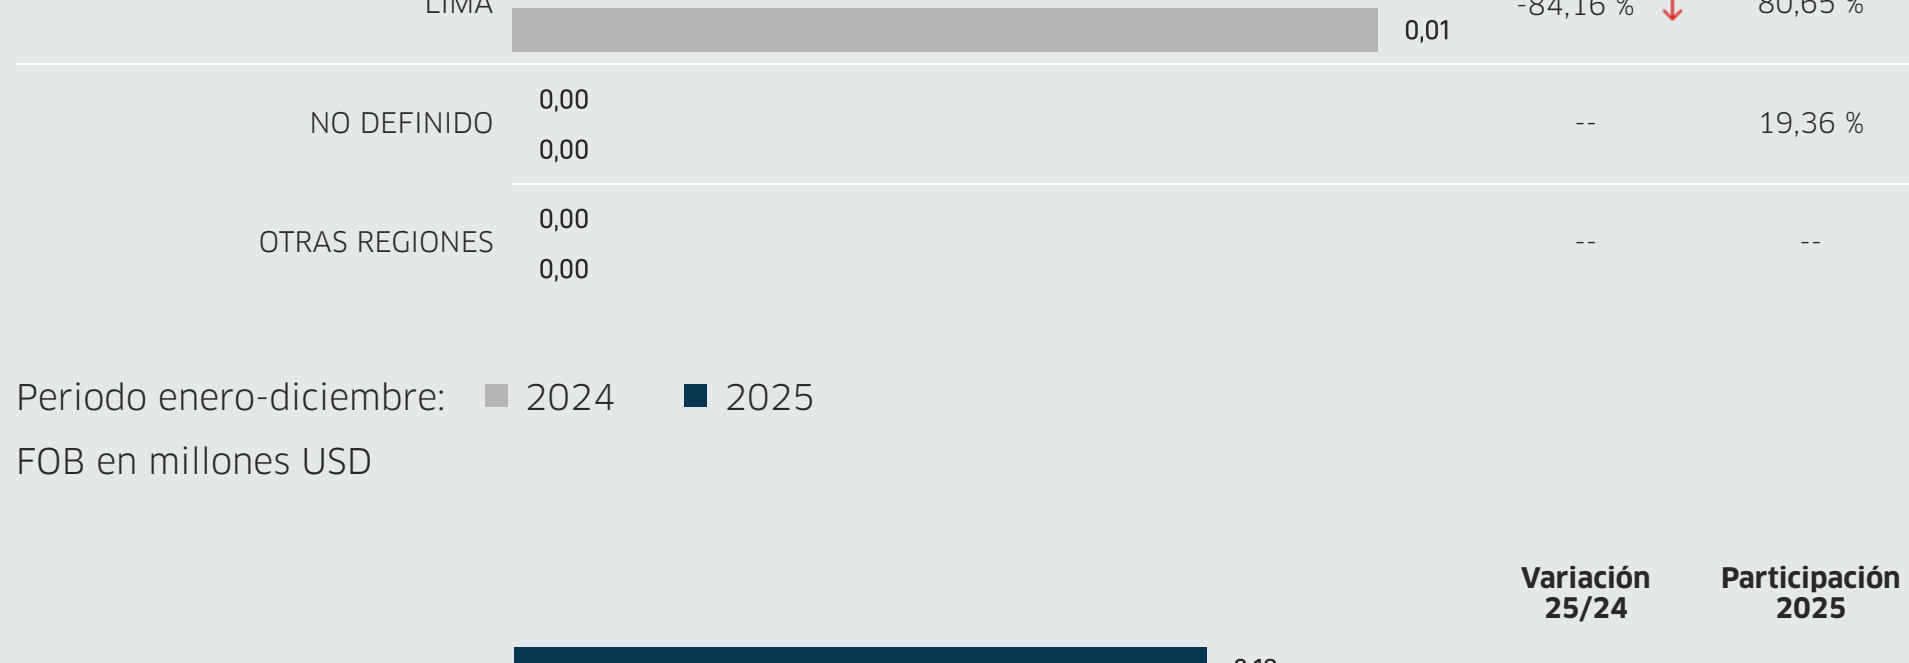 LIMA -84,16 % 80,65 %
0,01
0,00
NO DEFINIDO -- 19,36 %
0,00
0,00
OTRAS REGIONES -- --
0,00
Periodo enero-diciembre: 2024 2025
FOB en millones USD
Variación Participación
25/24 2025